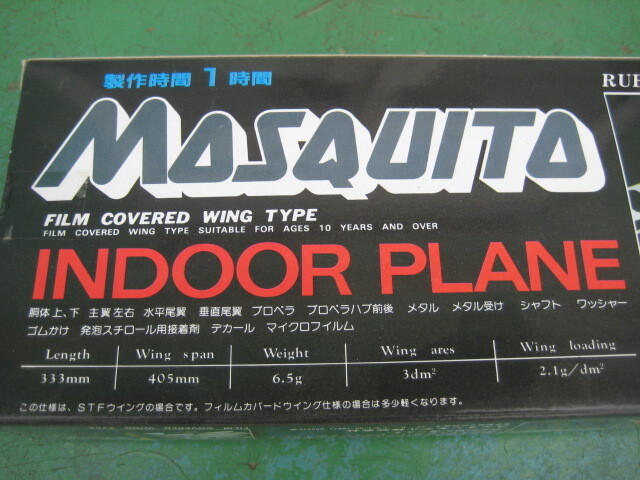 製作時間1時間
RUB
MOSQUITO
FILM COVERED WING TYPE
FILM COVERED WING TYPE SUITABLE FOR AGES 10 YEARS AND OVER
INDOOR PLANE
胴体上、下 主翼左右 水平尾翼 垂直尾翼 プロペラ プロペラハブ前後 メタル メタル受け シャフト ワッシャー
ゴムかけ 発泡スチロール用接着剤 デカール マイクロフィルム
Length Wing span Weight Wing ares Wing loading
333mm 405mm 6.5g 3dm² 2.1g/dm²
この仕様は、STFウイングの場合です。フィルムカバードウイング仕様の場合は多少軽くなります。